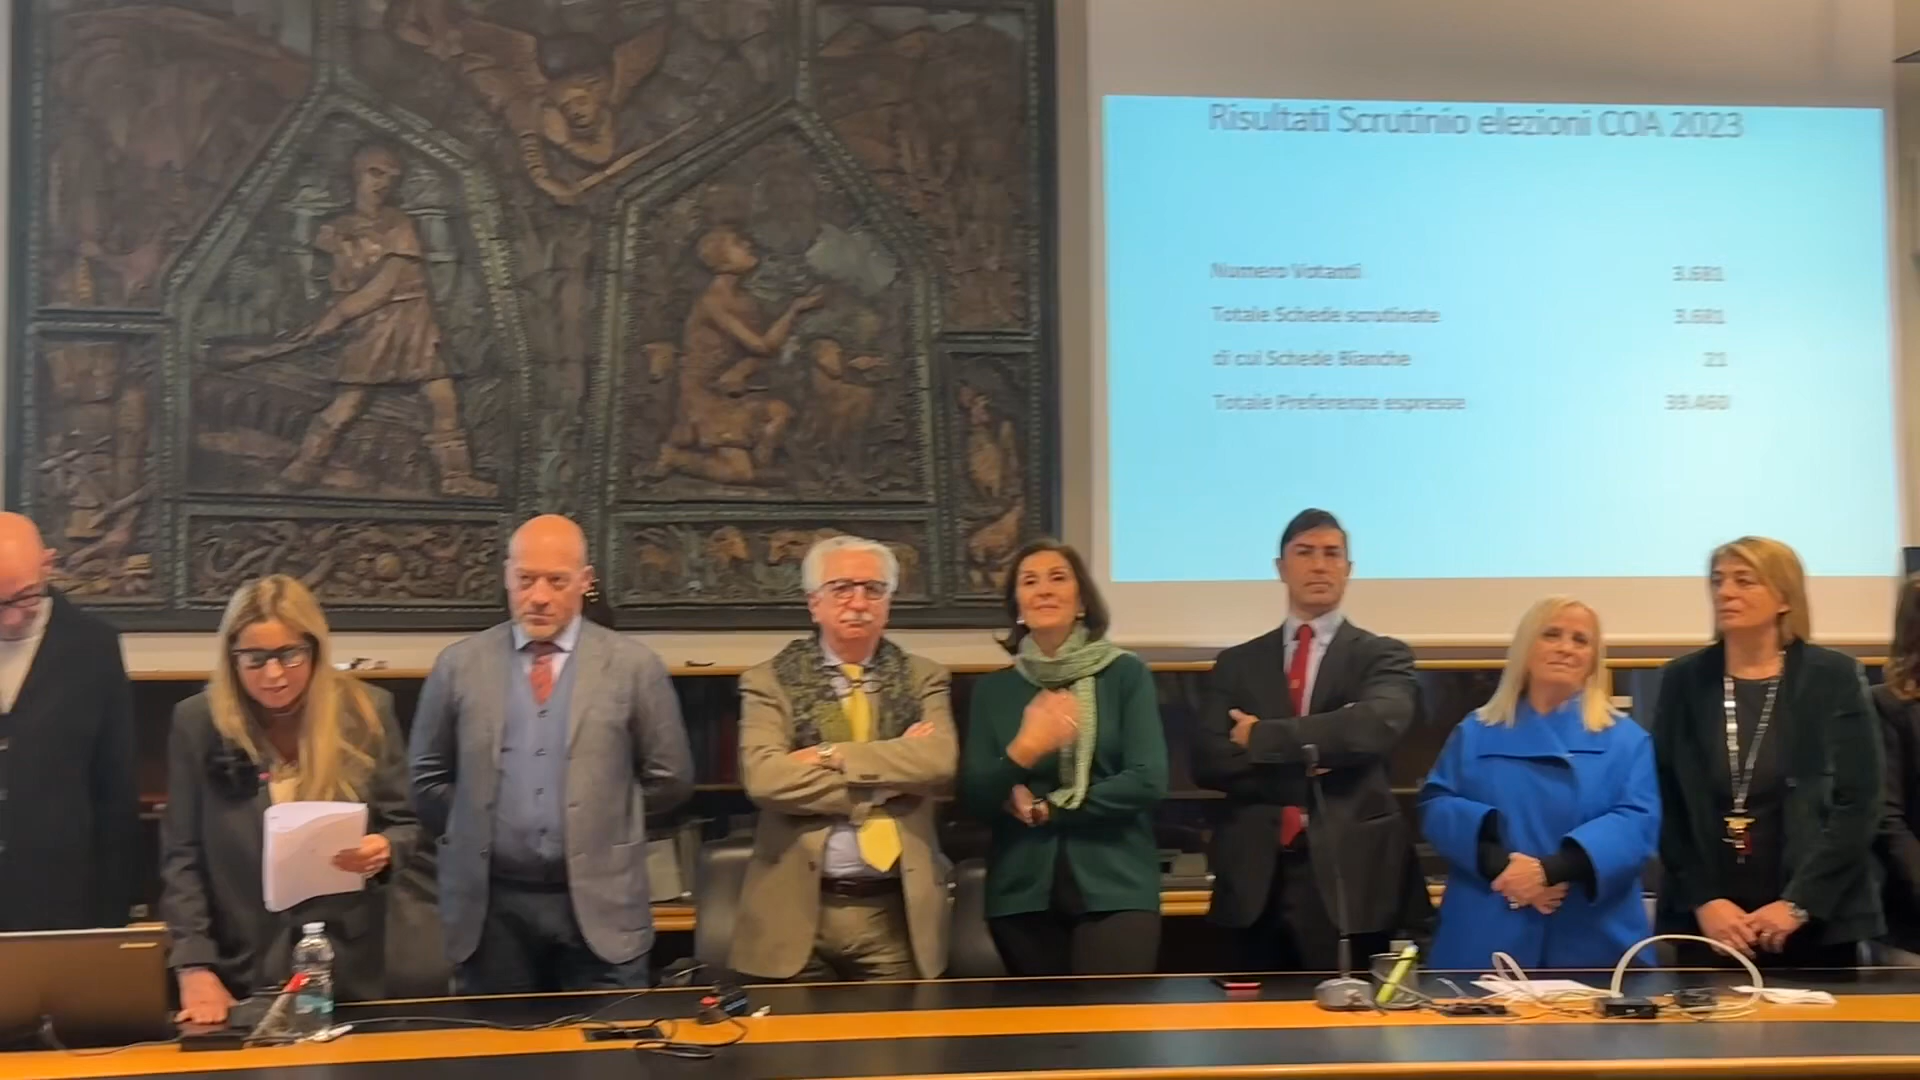 Risultati Scrutinio elezioni COA 2023
Numero Votanti 3.681
Totale Schede scrutinate 3.681
di cui Schede Bianche 21
Totale Preferenze espresse 39.460